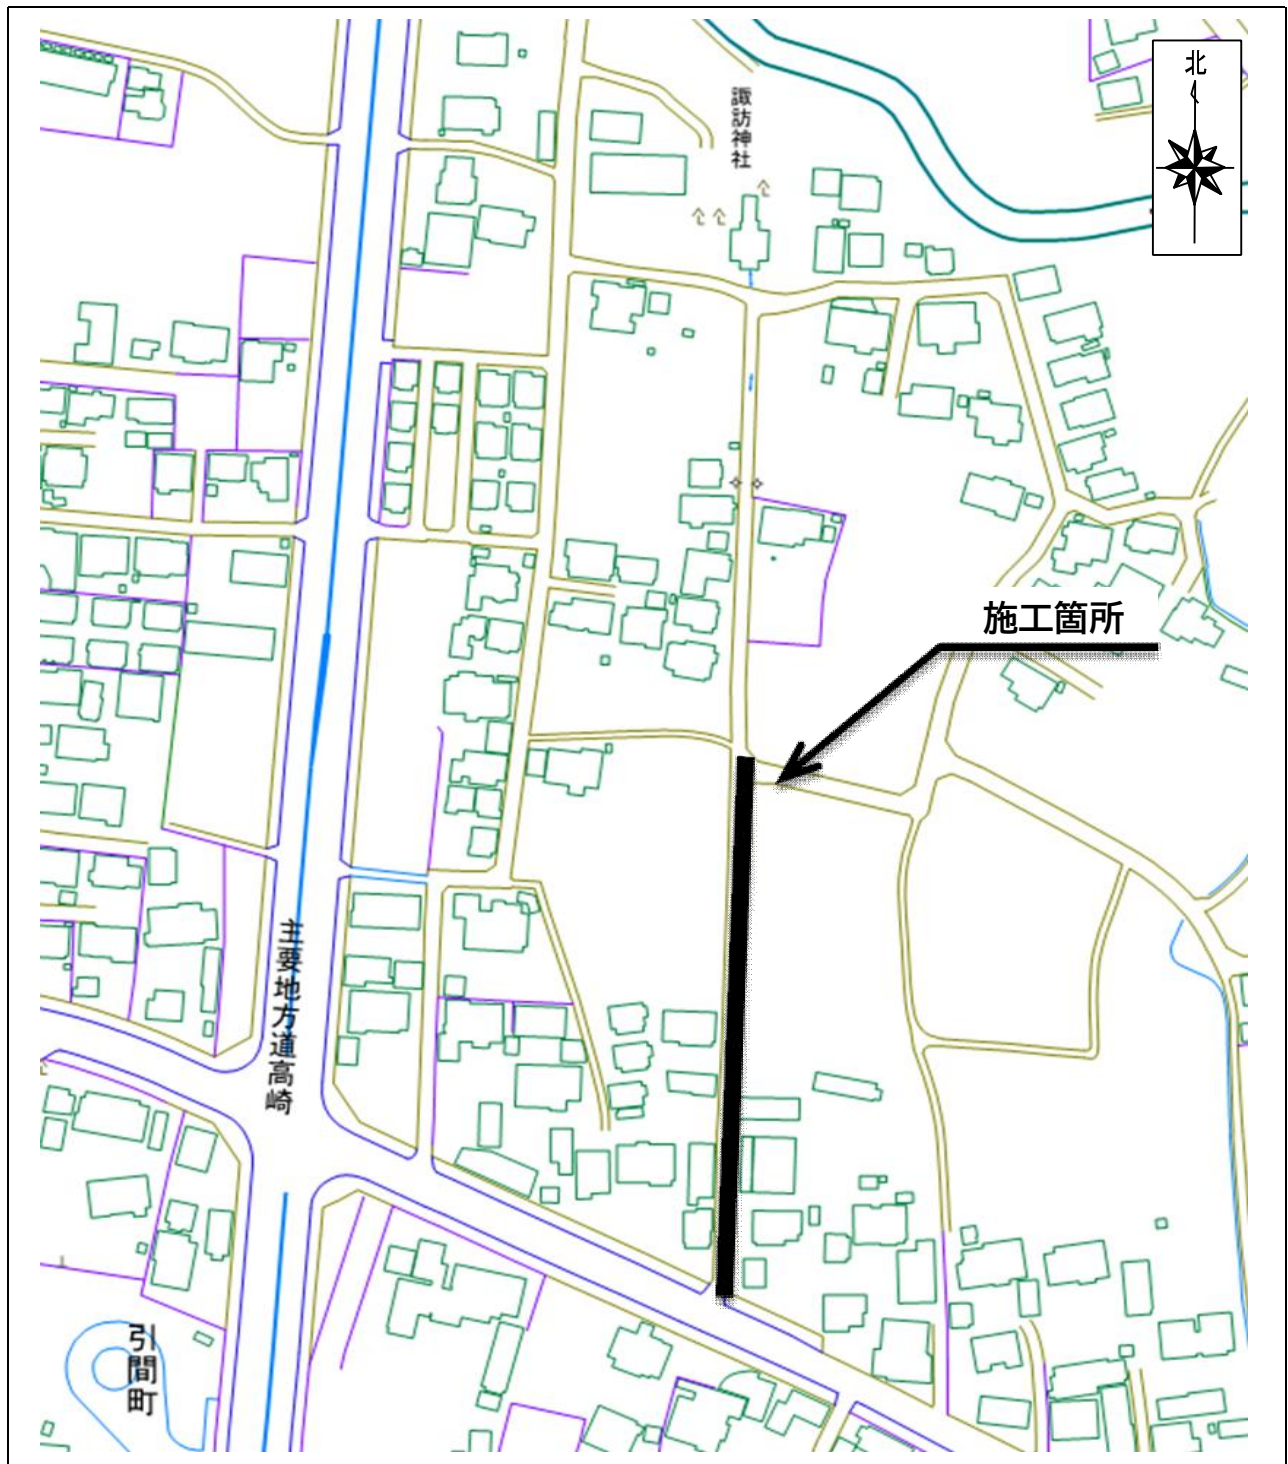 北
諏訪神社
施工箇所
主要地方道高崎
引間町